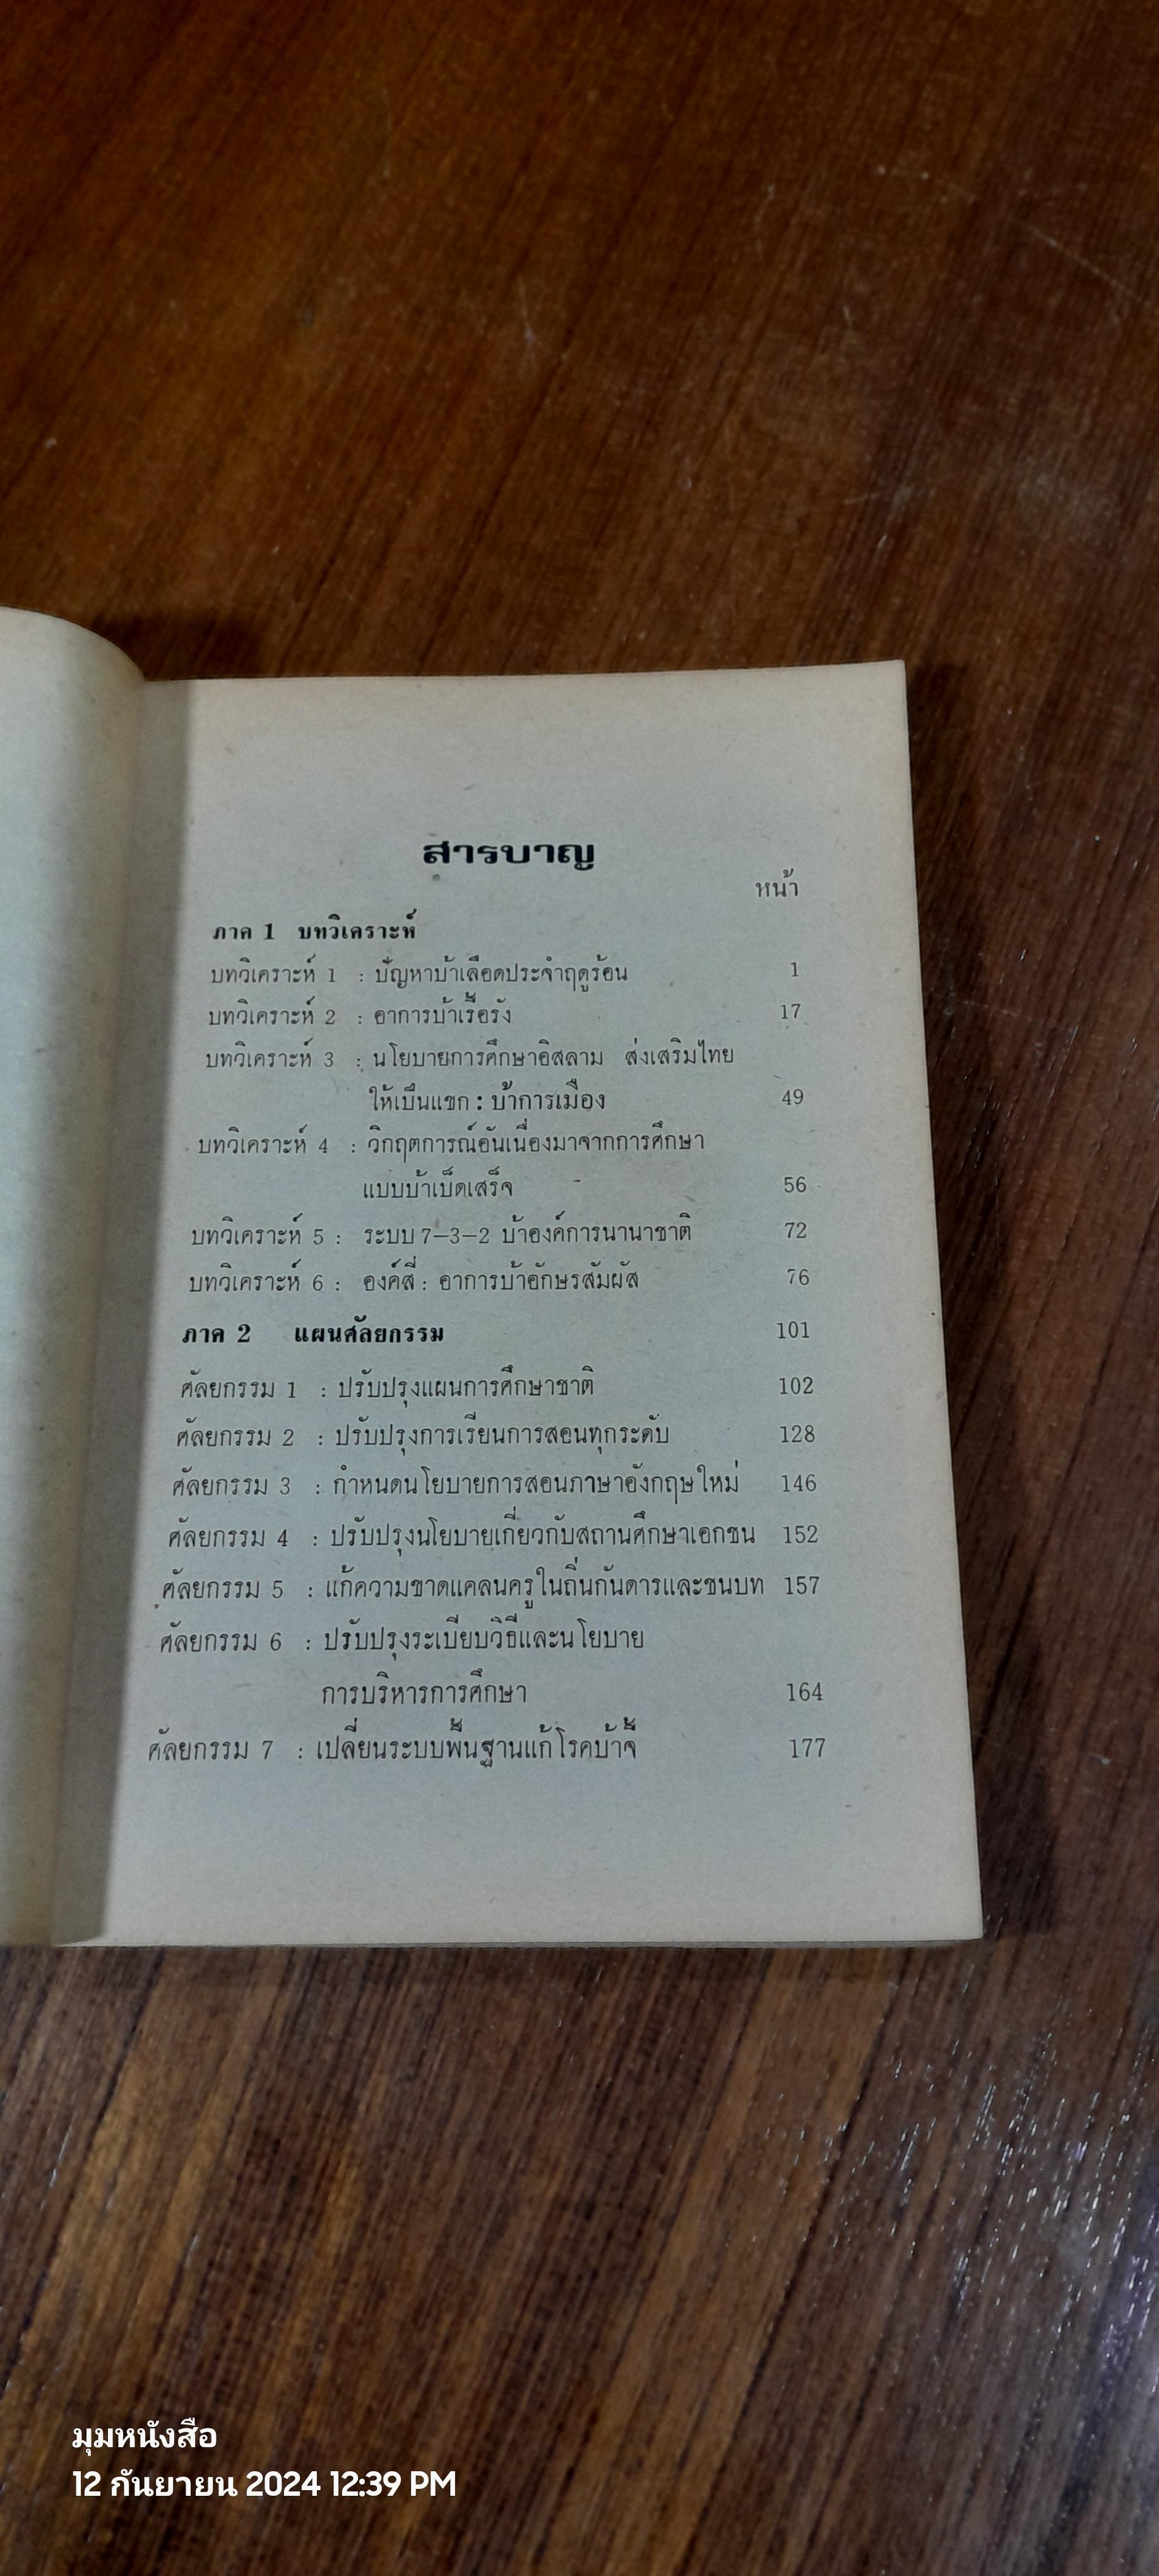 สารบาญ
หน้า
ภาค 1 บทวิเคราะห์
บทวิเคราะห์ 1 : ปัญหาบ้าเลือดประจำฤดูร้อน 1
บทวิเคราะห์ 2 : อาการบ้าเรื้อรัง 17
บทวิเคราะห์ 3 : นโยบายการศึกษาอิสลาม ส่งเสริมไทย
ให้เป็นแขก : บ้าการเมือง 49
บทวิเคราะห์ 4 : วิกฤตการณ์อันเนื่องมาจากการศึกษา
แบบบ้าเบ็ดเสร็จ 56
บทวิเคราะห์ 5 : ระบบ 7–3–2 บ้าองค์การนานาชาติ 72
บทวิเคราะห์ 6 : องค์สี่ : อาการบ้าอักษรสัมผัส 76
ภาค 2 แผนศัลยกรรม 101
ศัลยกรรม 1 : ปรับปรุงแผนการศึกษาชาติ 102
ศัลยกรรม 2 : ปรับปรุงการเรียนการสอนทุกระดับ 128
ศัลยกรรม 3 : กำหนดนโยบายการสอนภาษาอังกฤษใหม่ 146
ศัลยกรรม 4 : ปรับปรุงนโยบายเกี่ยวกับสถานศึกษาเอกชน 152
ศัลยกรรม 5 : แก้ความขาดแคลนครูในถิ่นกันดารและชนบท 157
ศัลยกรรม 6 : ปรับปรุงระเบียบวิธีและนโยบาย
การบริหารการศึกษา 164
ศัลยกรรม 7 : เปลี่ยนระบบพื้นฐานแก้โรคบ้าจี้ 177
มุมหนังสือ
12 กันยายน 2024 12:39 PM